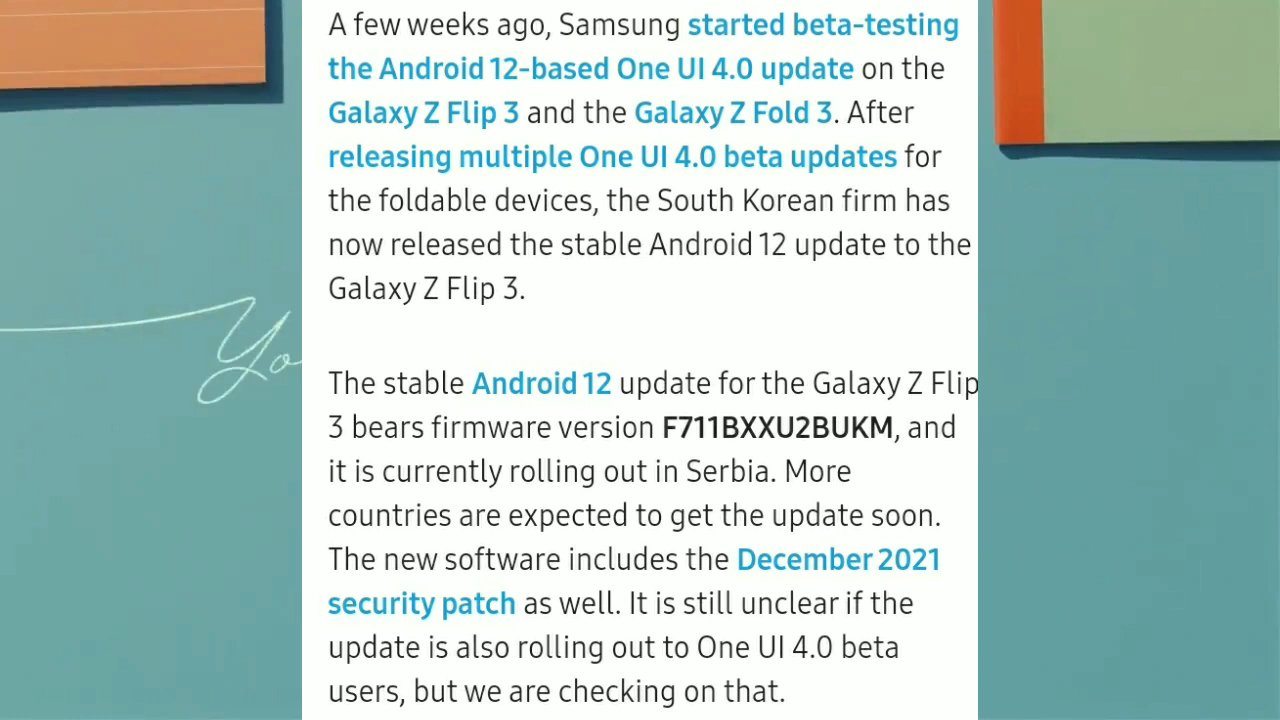 A few weeks ago, Samsung started beta-testing
the Android 12-based One UI 4.0 update on the
Galaxy Z Flip 3 and the Galaxy Z Fold 3. After
releasing multiple One UI 4.0 beta updates for
the foldable devices, the South Korean firm has
now released the stable Android 12 update to the
Galaxy Z Flip 3.
Yo
The stable Android 12 update for the Galaxy Z Flip
3 bears firmware version F711BXXU2BUKM, and
it is currently rolling out in Serbia. More
countries are expected to get the update soon.
The new software includes the December 2021
security patch as well. It is still unclear if the
update is also rolling out to One UI 4.0 beta
users, but we are checking on that.